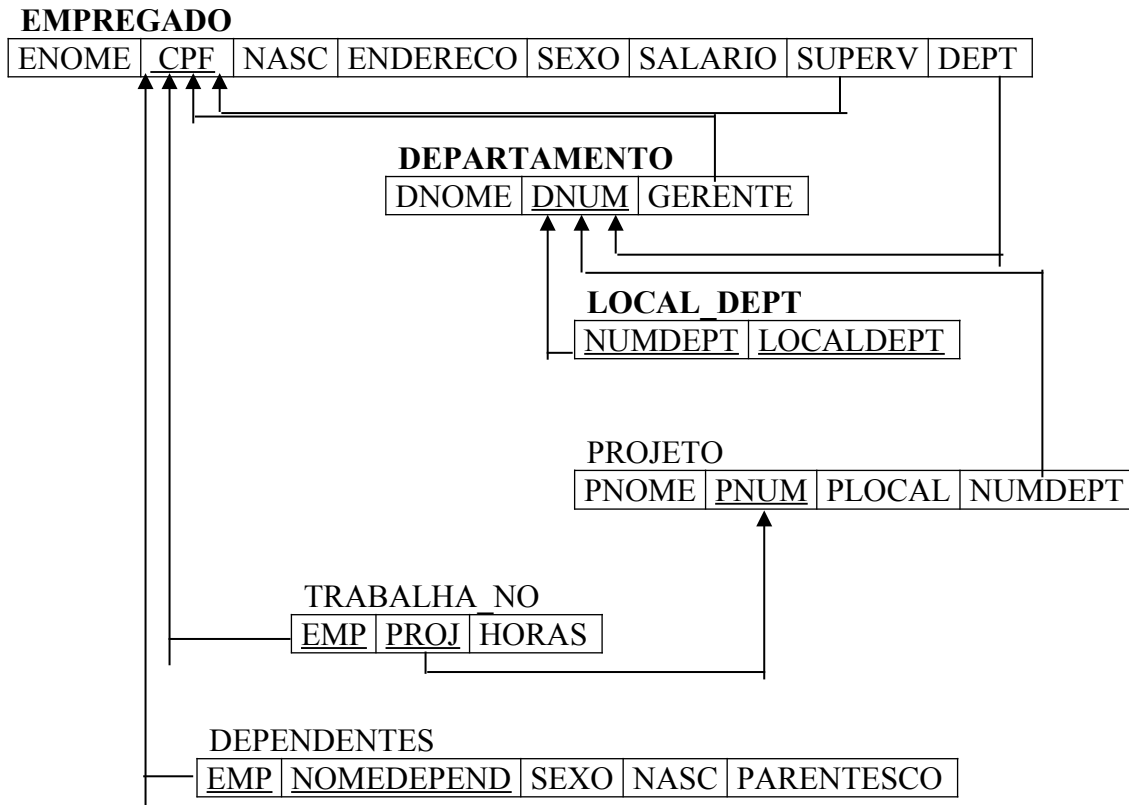 EMPREGADO
ENOME CPF NASC ENDERECO SEXO SALARIO SUPERV DEPT
DEPARTAMENTO
DNOME DNUM GERENTE
LOCAL_DEPT
NUMDEPT LOCALDEPT
PROJETO
PNOME PNUM PLOCAL NUMDEPT
TRABALHA_NO
EMP PROJ HORAS
DEPENDENTES
EMP NOMEDEPEND SEXO NASC PARENTESCO